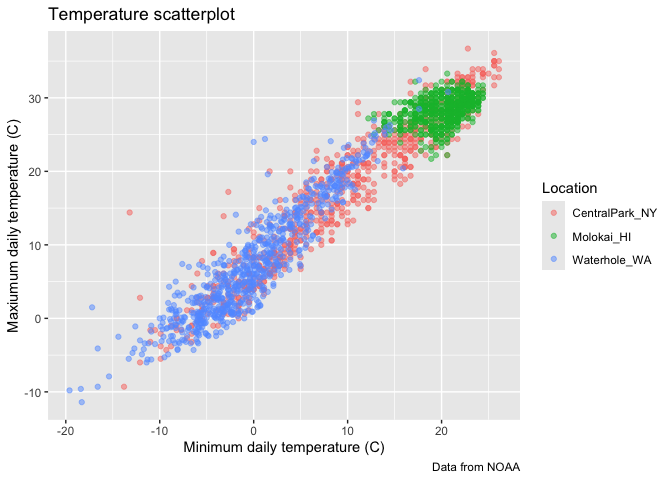 Temperature scatterplot
Maxiumum daily temperature (C)
30
20
10
0
-10
-20
-10
0
10
20
Minimum daily temperature (C)
Location
CentralPark_NY
Molokai_HI
Waterhole_WA
Data from NOAA